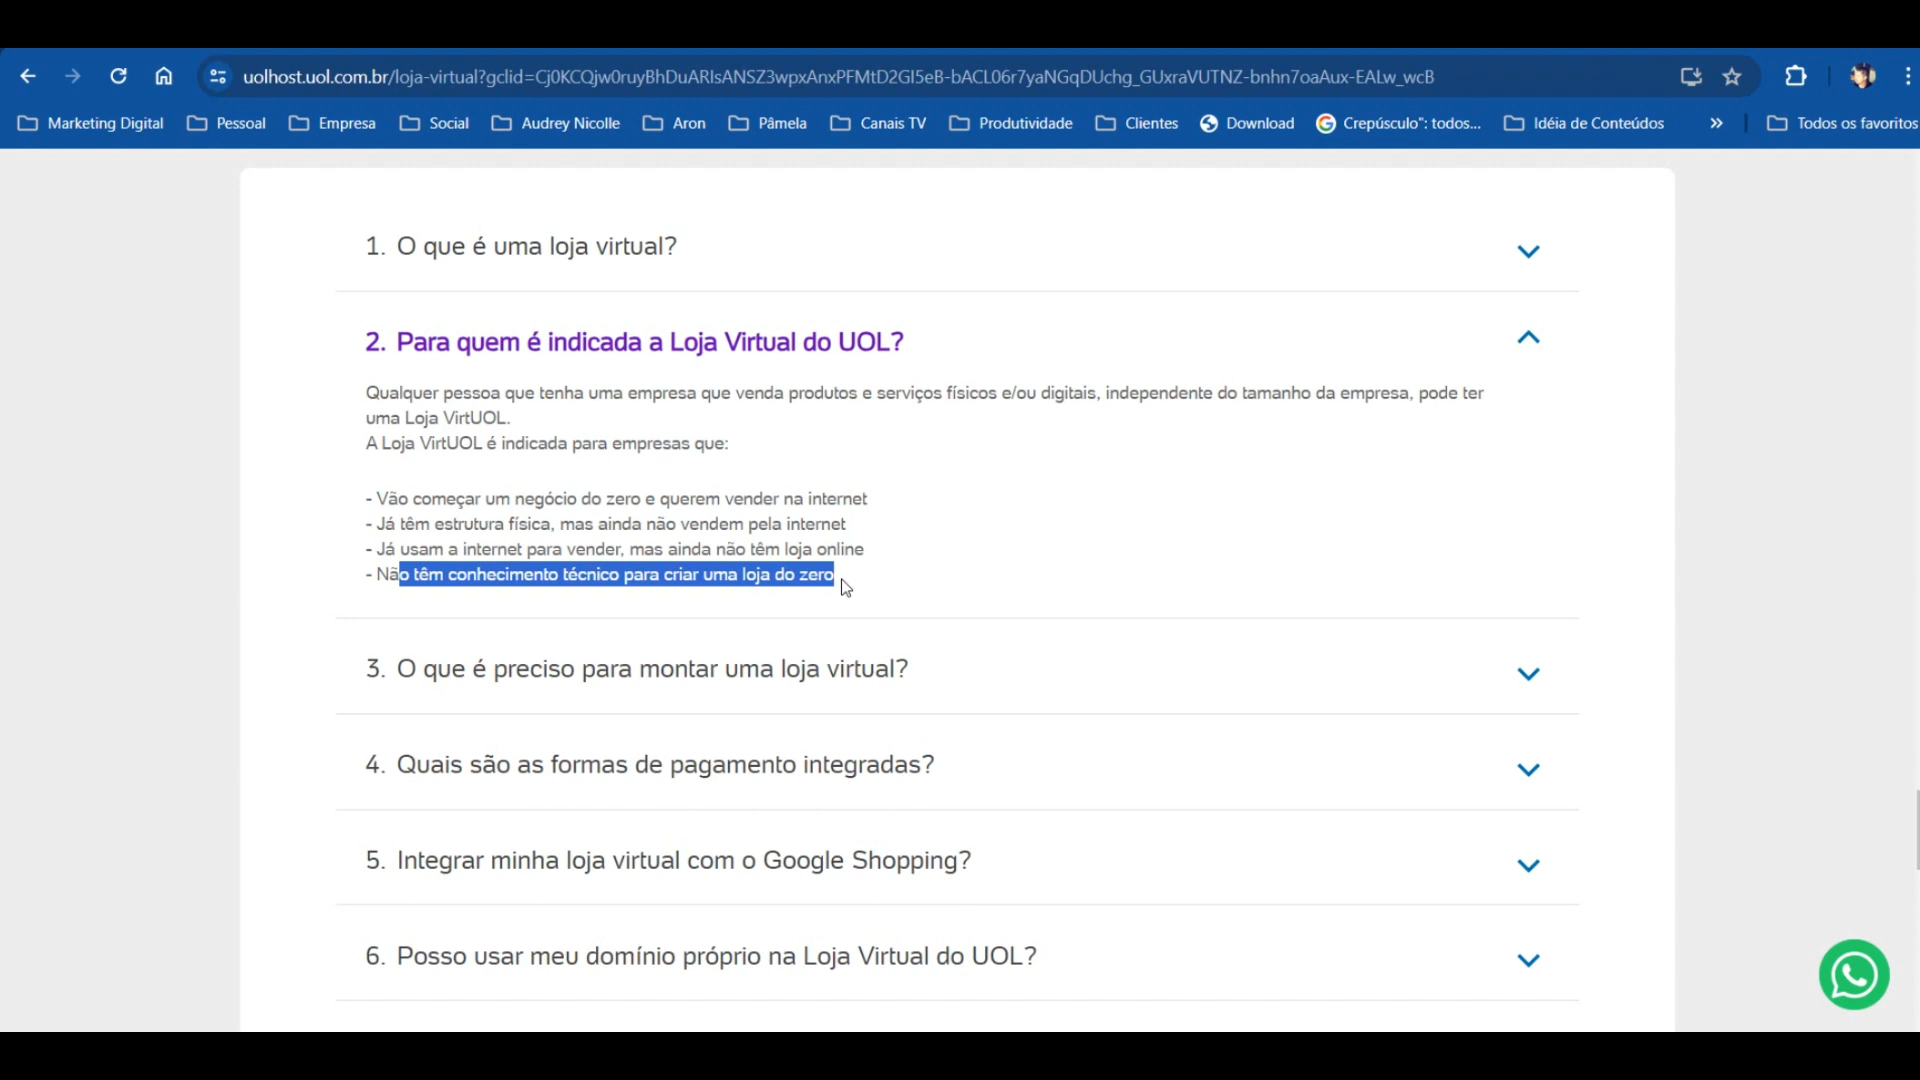 uolhost.uol.com.br/loja-virtual?gclid=Cj0KCQjw0ruyBhDuARIsANSZ3wpxAnxPFMtD2GI5eB-bACL06r7yaNGqDUchg_GUxraVUTNZ-bnhn7oaAux-EALw_wcB
Marketing Digital Pessoal Empresa Social Audrey Nicolle Aron Pâmela Canais TV Produtividade Clientes Download Crepúsculo": todos... Idéia de Conteúdos » Todos os favoritos
1. O que é uma loja virtual?
2. Para quem é indicada a Loja Virtual do UOL?
Qualquer pessoa que tenha uma empresa que venda produtos e serviços físicos e/ou digitais, independente do tamanho da empresa, pode ter
uma Loja VirtUOL.
A Loja VirtUOL é indicada para empresas que:
- Vão começar um negócio do zero e querem vender na internet
- Já têm estrutura física, mas ainda não vendem pela internet
- Já usam a internet para vender, mas ainda não têm loja online
- Não têm conhecimento técnico para criar uma loja do zero
3. O que é preciso para montar uma loja virtual?
4. Quais são as formas de pagamento integradas?
5. Integrar minha loja virtual com o Google Shopping?
6. Posso usar meu domínio próprio na Loja Virtual do UOL?